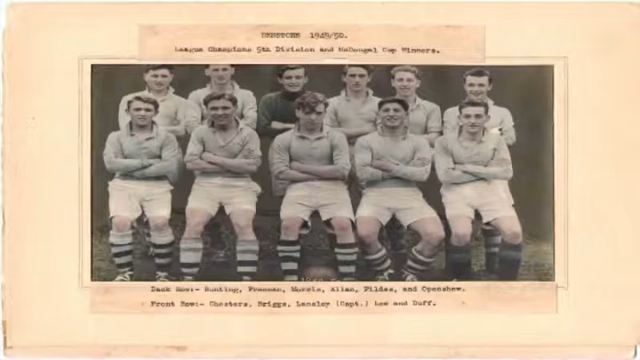 1949/50.
League Champions 5th Division and McDougal Cup Winners.
Back Row:- Bunting, Freeman, Morris, Allan, Fildes, and Openshaw.
Front Row:- Chesters, Briggs, Lansley (Capt.) Low and Duff.